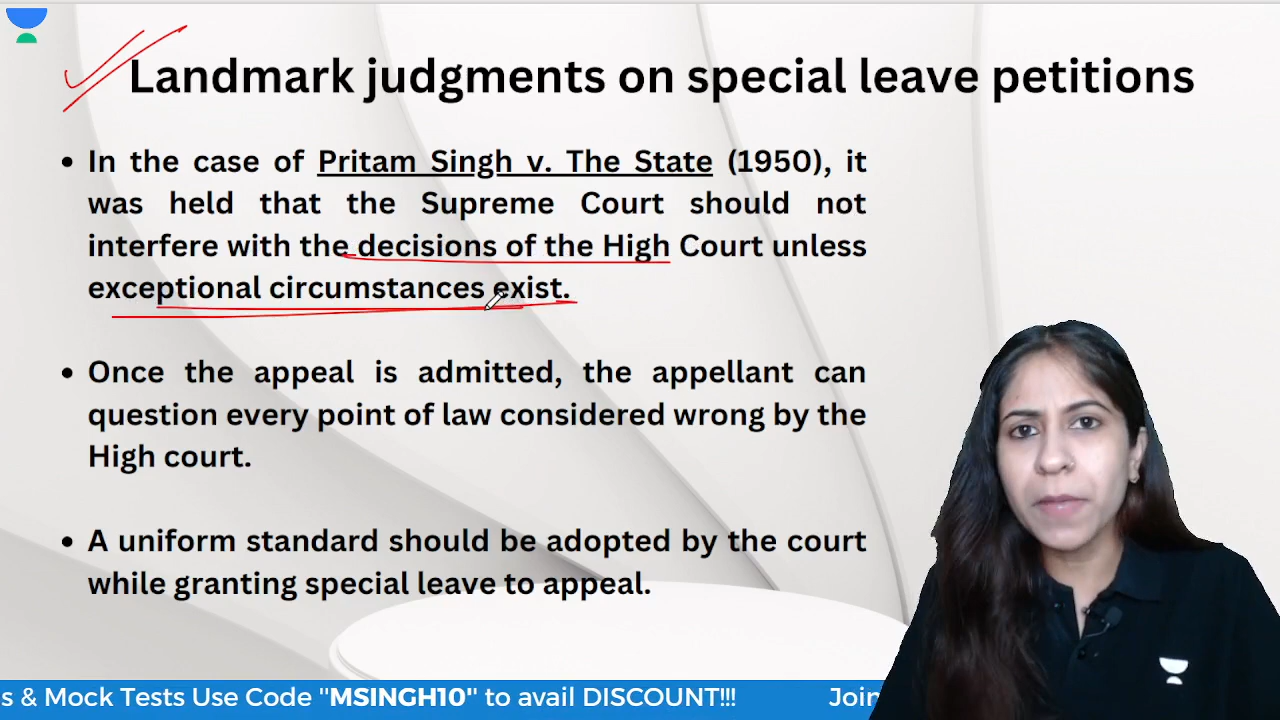 Landmark judgments on special leave petitions
• In the case of Pritam Singh v. The State (1950), it
was held that the Supreme Court should not
interfere with the decisions of the High Court unless
exceptional circumstances exist.
• Once the appeal is admitted, the appellant can
question every point of law considered wrong by the
High court.
• A uniform standard should be adopted by the court
while granting special leave to appeal.
s & Mock Tests Use Code "MSINGH10" to avail DISCOUNT!!! Join